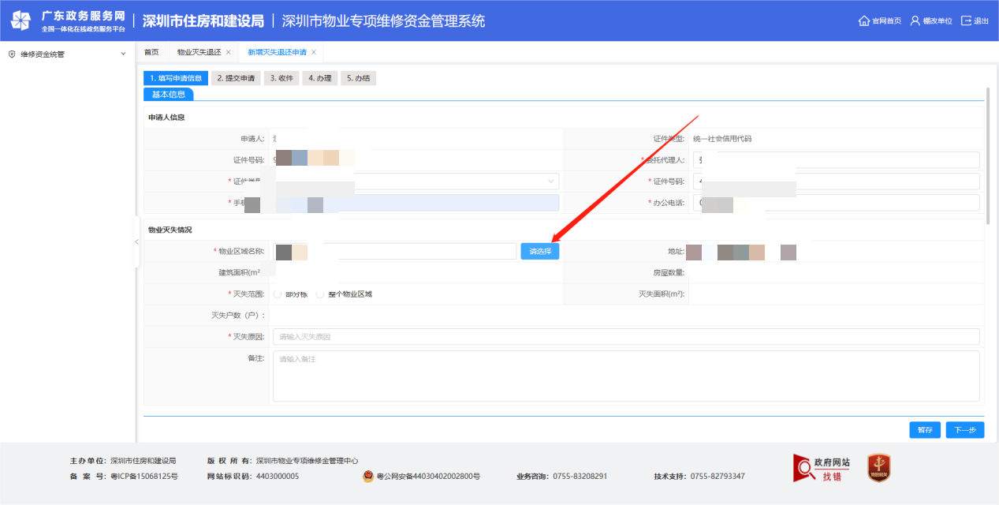 广东政务服务网
全国一体化在线政务服务平台
深圳市住房和建设局
深圳市物业专项维修资金管理系统
官网首页 棚改单位 退出
维修资金统管
首页 物业灭失退还 × 新增灭失退还申请 ×
1. 填写申请信息 2. 提交申请 3. 收件 4. 办理 5. 办结
基本信息
申请人信息
申请人: 证件类型: 统一社会信用代码
证件号码: 9 *委托代理人:
*证件类型 *证件号码: 4
*手机 *办公电话: 0
物业灭失情况
*物业区域名称: 请选择 地址:
建筑面积(m² 房屋数量:
*灭失范围: 部分栋 整个物业区域 灭失面积(m²):
灭失户数（户）:
*灭失原因: 请输入灭失原因
备注: 请输入备注
暂存 下一步
主办单位: 深圳市住房和建设局 版 权 所 有: 深圳市物业专项维修金管理中心
备 案 号: 粤ICP备15068125号 网站标识码: 4403000005 粤公网安备44030402002800号 业务咨询: 0755-83208291 技术支持: 0755-82793347
政府网站
找错